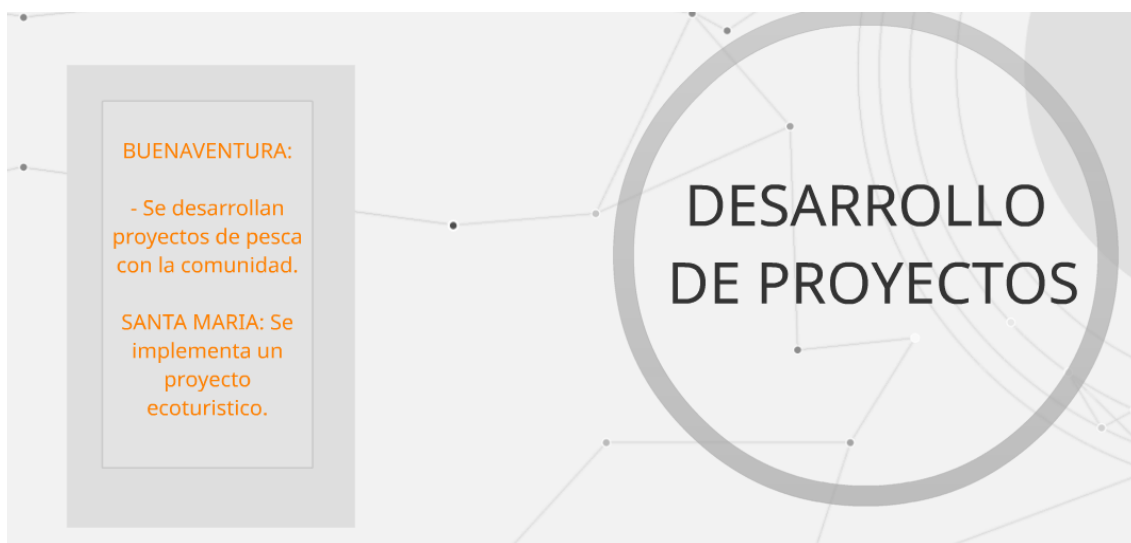 BUENAVENTURA:
- Se desarrollan
proyectos de pesca
con la comunidad.
SANTA MARIA: Se
implementa un
proyecto
ecoturistico.
DESARROLLO
DE PROYECTOS